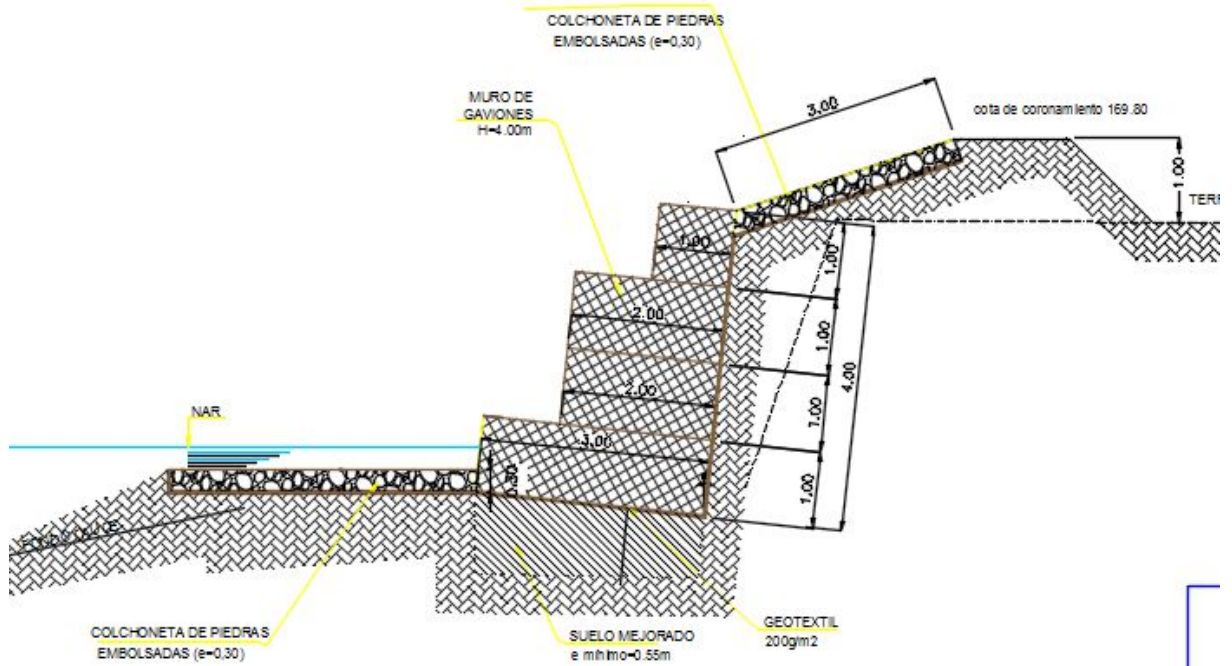 COLCHONETA DE PIEDRAS
EMBOLSADAS (e=0,30)
MURO DE
GAVIONES
H=4.00m
3.00
cota de coronamiento 169.80
1.00
TERR
1.00
1.00
2.00
1.00
2.00
4.00
1.00
NAR
3.00
0.30
1.00
COLCHONETA DE PIEDRAS
EMBOLSADAS (e=0,30)
SUELO MEJORADO
e mínimo=0.55m
GEOTEXTIL
200g/m2